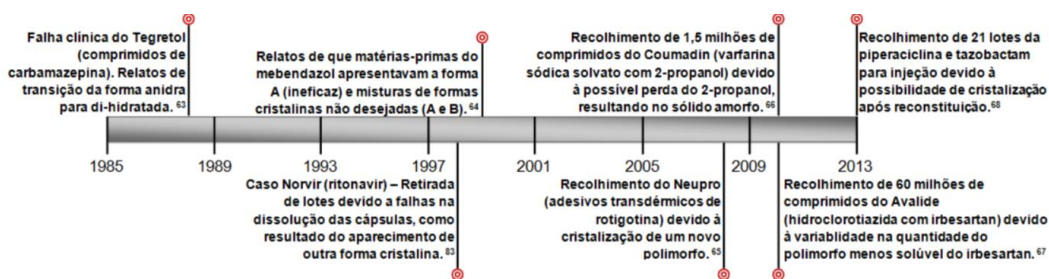 Falha clínica do Tegretol
(comprimidos de
carbamazepina). Relatos de
transição da forma anidra
para di-hidratada. 63
Relatos de que matérias-primas do
mebendazol apresentavam a forma
A (ineficaz) e misturas de formas
cristalinas não desejadas (A e B). 64
Recolhimento de 1,5 milhões de
comprimidos do Coumadin (varfarina
sódica solvato com 2-propanol) devido
à possível perda do 2-propanol,
resultando no sólido amorfo. 66
Recolhimento de 21 lotes da
piperaciclina e tazobactam
para injeção devido à
possibilidade de cristalização
após reconstituição. 68
1985 1989 1993 1997 2001 2005 2009 2013
Caso Norvir (ritonavir) – Retirada
de lotes devido a falhas na
dissolução das cápsulas, como
resultado do aparecimento de
outra forma cristalina. 83
Recolhimento do Neupro
(adesivos transdérmicos de
rotigotina) devido à
cristalização de um novo
polimorfo. 65
Recolhimento de 60 milhões de
comprimidos do Avalide
(hidroclorotiazida com irbesartan) devido
à variablidade na quantidade do
polimorfo menos solúvel do irbesartan. 67